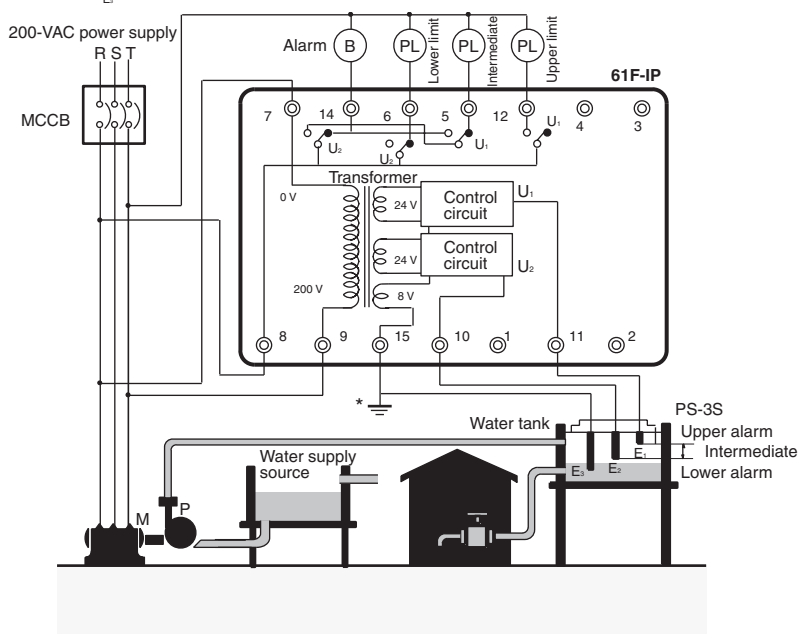 E₁
200-VAC power supply
R S T
MCCB
Alarm
B
PL
Lower limit
PL
Intermediate
PL
Upper limit
61F-IP
7
14
6
5
12
4
3
U₂
U₂
U₁
U₁
Transformer
0 V
24 V
Control
circuit
U₁
24 V
Control
circuit
U₂
200 V
8 V
8
9
15
10
1
11
2
*
Water tank
PS-3S
Upper alarm
Intermediate
Lower alarm
E₃
E₂
E₁
Water supply
source
M
P